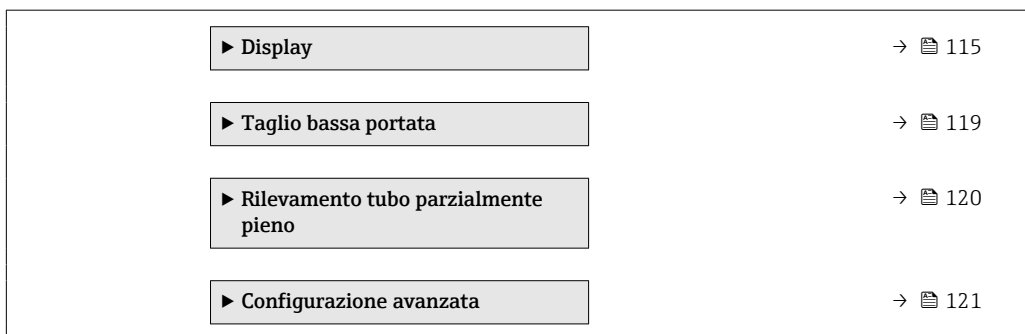 ▶ Display → 🖹 115
▶ Taglio bassa portata → 🖹 119
▶ Rilevamento tubo parzialmente → 🖹 120
pieno
▶ Configurazione avanzata → 🖹 121